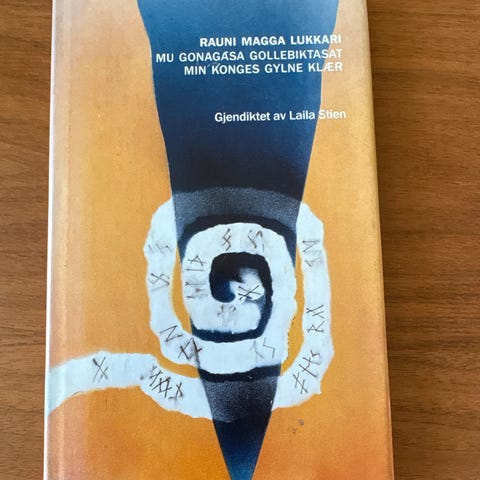 RAUNI MAGGA LUKKARI
MU GONAGASA GOLLEBIKTASAT
MIN KONGES GYLNE KLÆR
Gjendiktet av Laila Stien